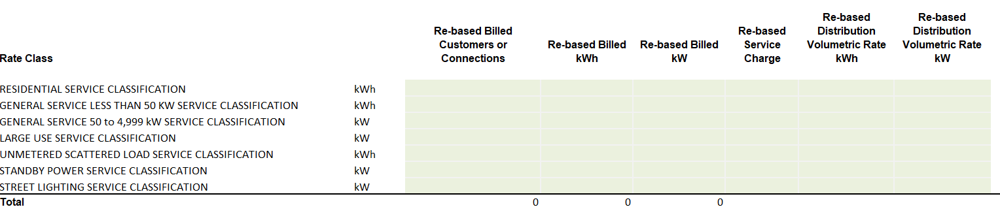 Rate Class
Re-based Billed
Customers or
Connections
Re-based Billed
kWh
Re-based Billed
kW
Re-based
Service
Charge
Re-based
Distribution
Volumetric Rate
kWh
Re-based
Distribution
Volumetric Rate
kW
RESIDENTIAL SERVICE CLASSIFICATION kWh
GENERAL SERVICE LESS THAN 50 KW SERVICE CLASSIFICATION kWh
GENERAL SERVICE 50 to 4,999 kW SERVICE CLASSIFICATION kW
LARGE USE SERVICE CLASSIFICATION kW
UNMETERED SCATTERED LOAD SERVICE CLASSIFICATION kWh
STANDBY POWER SERVICE CLASSIFICATION kW
STREET LIGHTING SERVICE CLASSIFICATION kW
Total 0 0 0